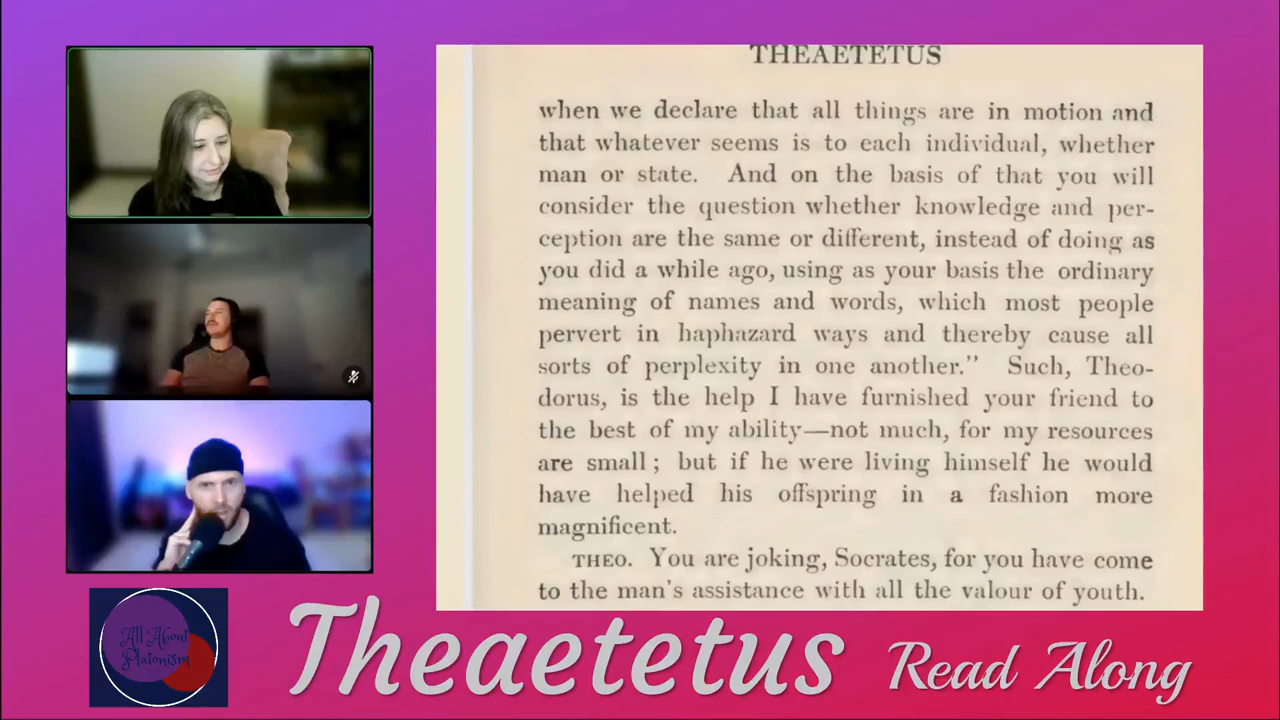 THEAETETUS
when we declare that all things are in motion and
that whatever seems is to each individual, whether
man or state. And on the basis of that you will
consider the question whether knowledge and per-
ception are the same or different, instead of doing as
you did a while ago, using as your basis the ordinary
meaning of names and words, which most people
pervert in haphazard ways and thereby cause all
sorts of perplexity in one another.” Such, Theo-
dorus, is the help I have furnished your friend to
the best of my ability—not much, for my resources
are small; but if he were living himself he would
have helped his offspring in a fashion more
magnificent.
THEO. You are joking, Socrates, for you have come
to the man's assistance with all the valour of youth.
All About
Platonism
Theaetetus Read Along